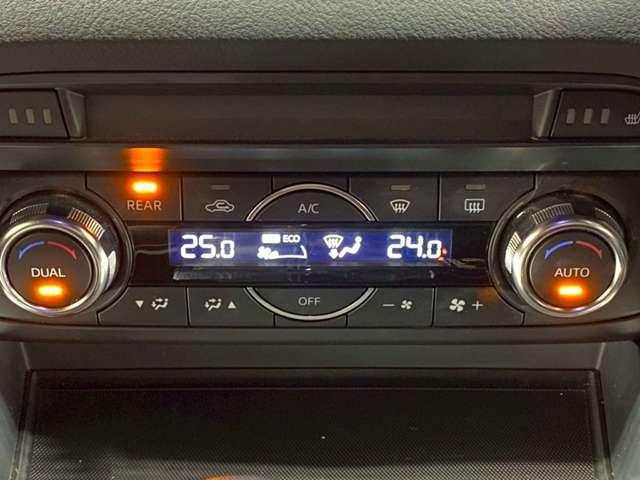 REAR
A/C
25.0
ECO
24.0
DUAL
AUTO
OFF
− +